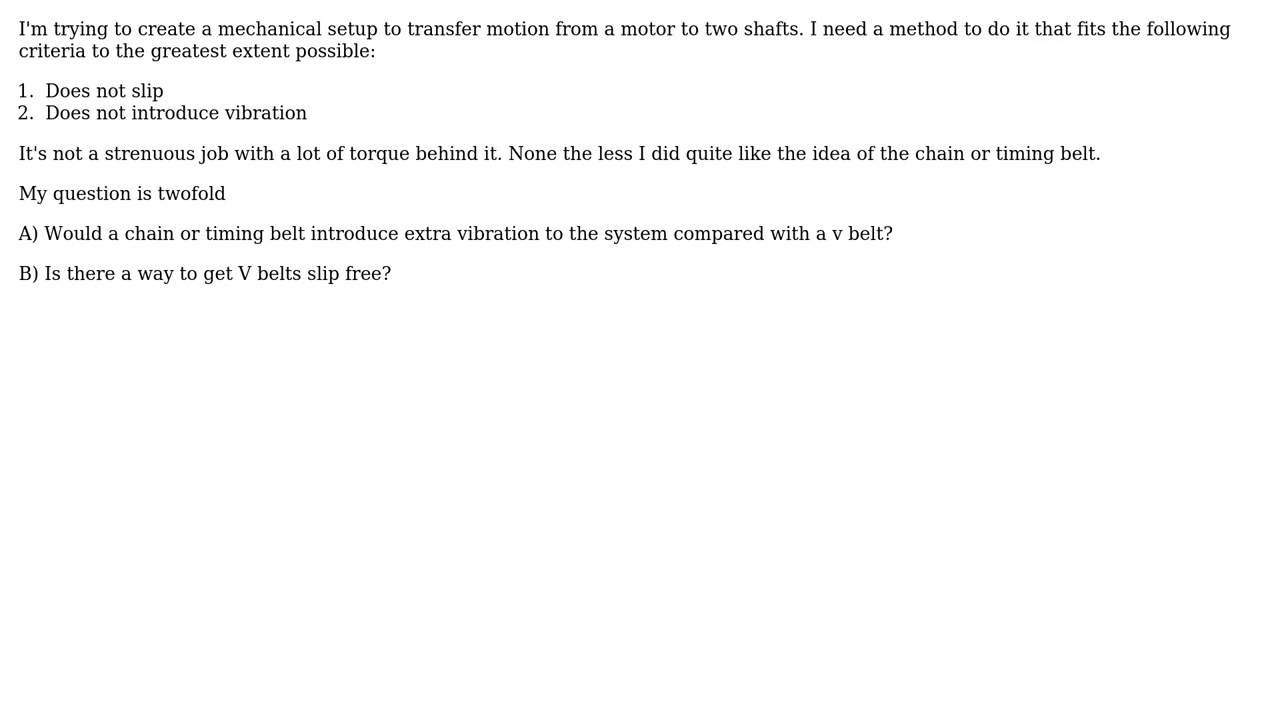 I'm trying to create a mechanical setup to transfer motion from a motor to two shafts. I need a method to do it that fits the following
criteria to the greatest extent possible:
1. Does not slip
2. Does not introduce vibration
It's not a strenuous job with a lot of torque behind it. None the less I did quite like the idea of the chain or timing belt.
My question is twofold
A) Would a chain or timing belt introduce extra vibration to the system compared with a v belt?
B) Is there a way to get V belts slip free?